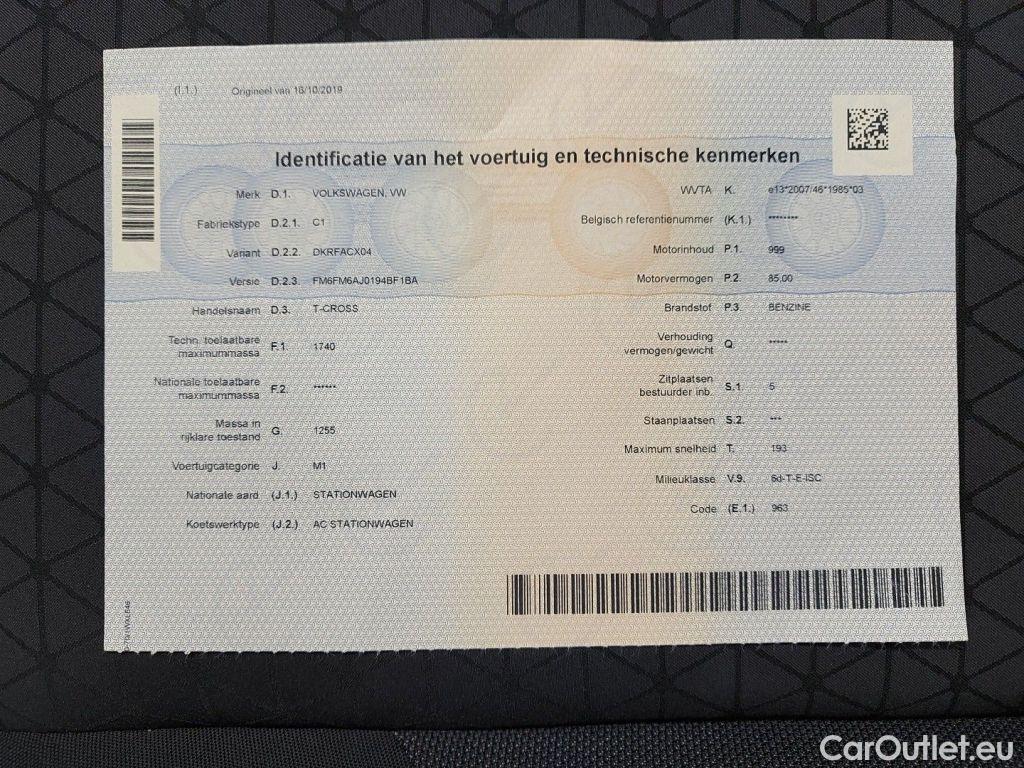 (I.1.) Origineel van 16/10/2019
Identificatie van het voertuig en technische kenmerken
Merk D.1. VOLKSWAGEN, VW
Fabriekstype D.2.1. C1
Variant D.2.2. DKRFACX04
Versie D.2.3. FM6FM6AJ0194BF1BA
Handelsnaam D.3. T-CROSS
Techn. toelaatbare
maximummassa F.1. 1740
Nationale toelaatbare
maximummassa F.2. ******
Massa in
rijklare toestand G. 1255
Voertuigcategorie J. M1
Nationale aard (J.1.) STATIONWAGEN
Koetswerktype (J.2.) AC STATIONWAGEN
WVTA K. e13*2007/46*1985*03
Belgisch referentienummer (K.1.) ********
Motorinhoud P.1. 999
Motorvermogen P.2. 85.00
Brandstof P.3. BENZINE
Verhouding
vermogen/gewicht Q. *****
Zitplaatsen
bestuurder inb. S.1. 5
Staanplaatsen S.2. ***
Maximum snelheid T. 193
Milieuklasse V.9. 6d-T-E-ISC
Code (E.1.) 963
CarOutlet.eu